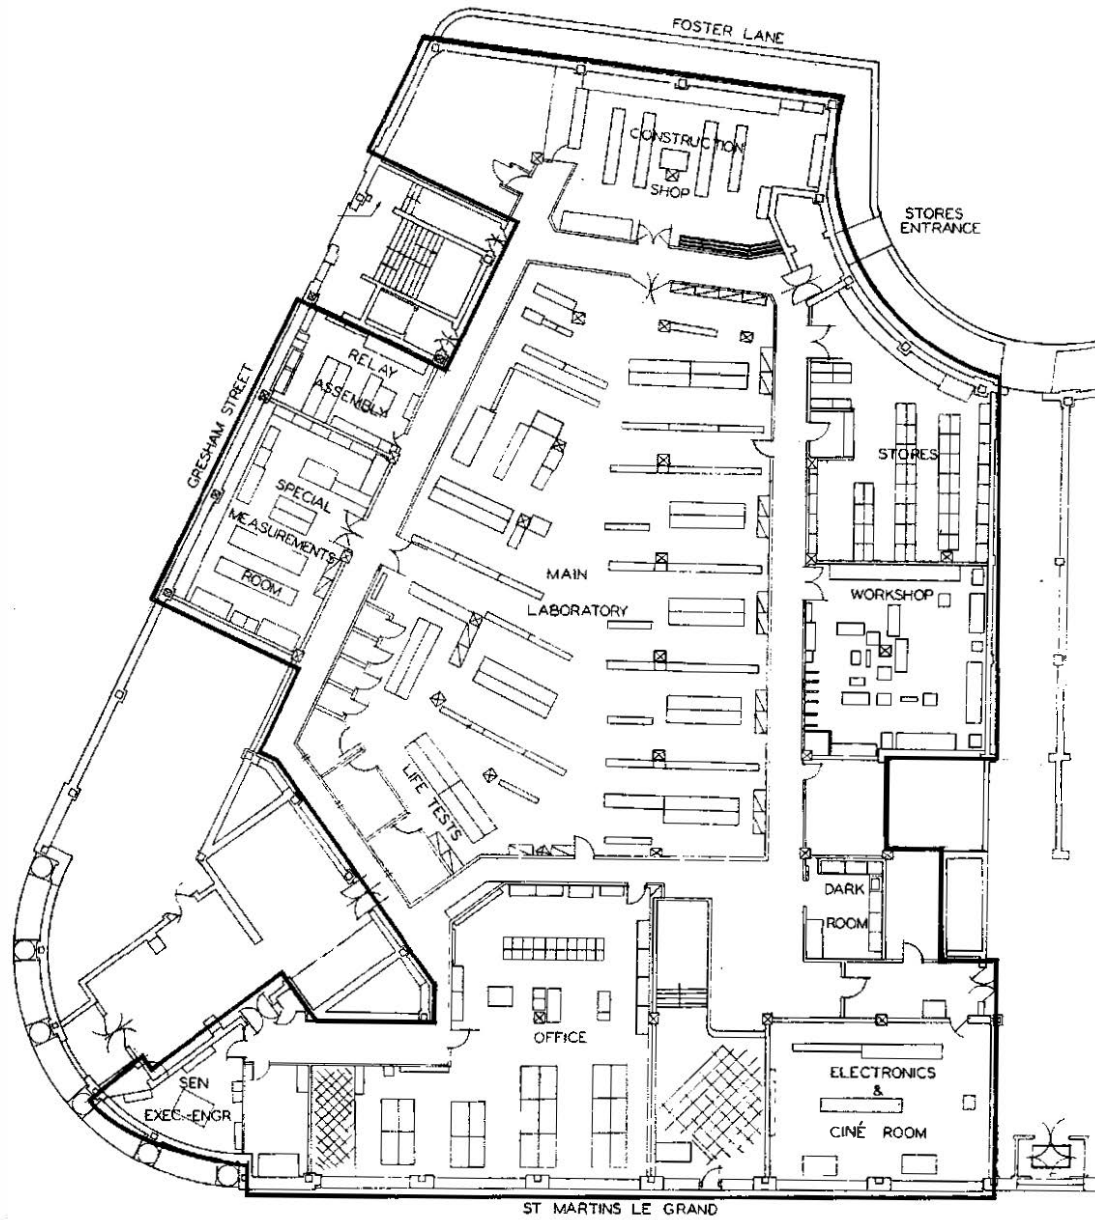 FOSTER LANE
CONSTRUCTION
SHOP
STORES
ENTRANCE
RELAY
ASSEMBLY
GRESHAM STREET
STORES
SPECIAL
MEASUREMENTS
ROOM
MAIN
LABORATORY
WORKSHOP
LIFE TESTS
DARK
ROOM
OFFICE
SEN
EXEC.-ENGR
ELECTRONICS
&
CINÉ ROOM
ST MARTINS LE GRAND